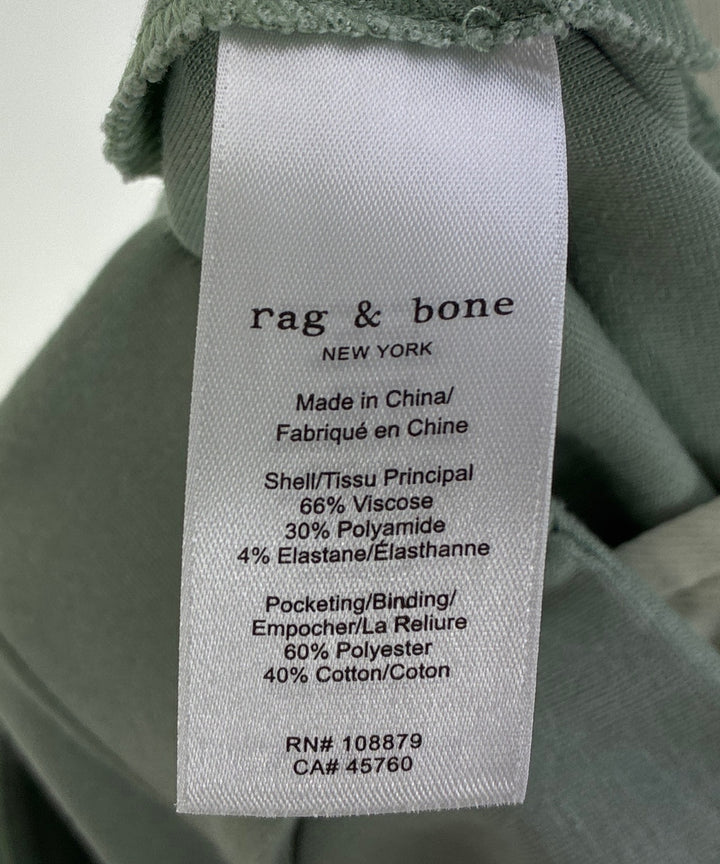 rag & bone
NEW YORK
Made in China/
Fabriqué en Chine
Shell/Tissu Principal
66% Viscose
30% Polyamide
4% Elastane/Élasthanne
Pocketing/Binding/
Empocher/La Reliure
60% Polyester
40% Cotton/Coton
RN# 108879
CA# 45760